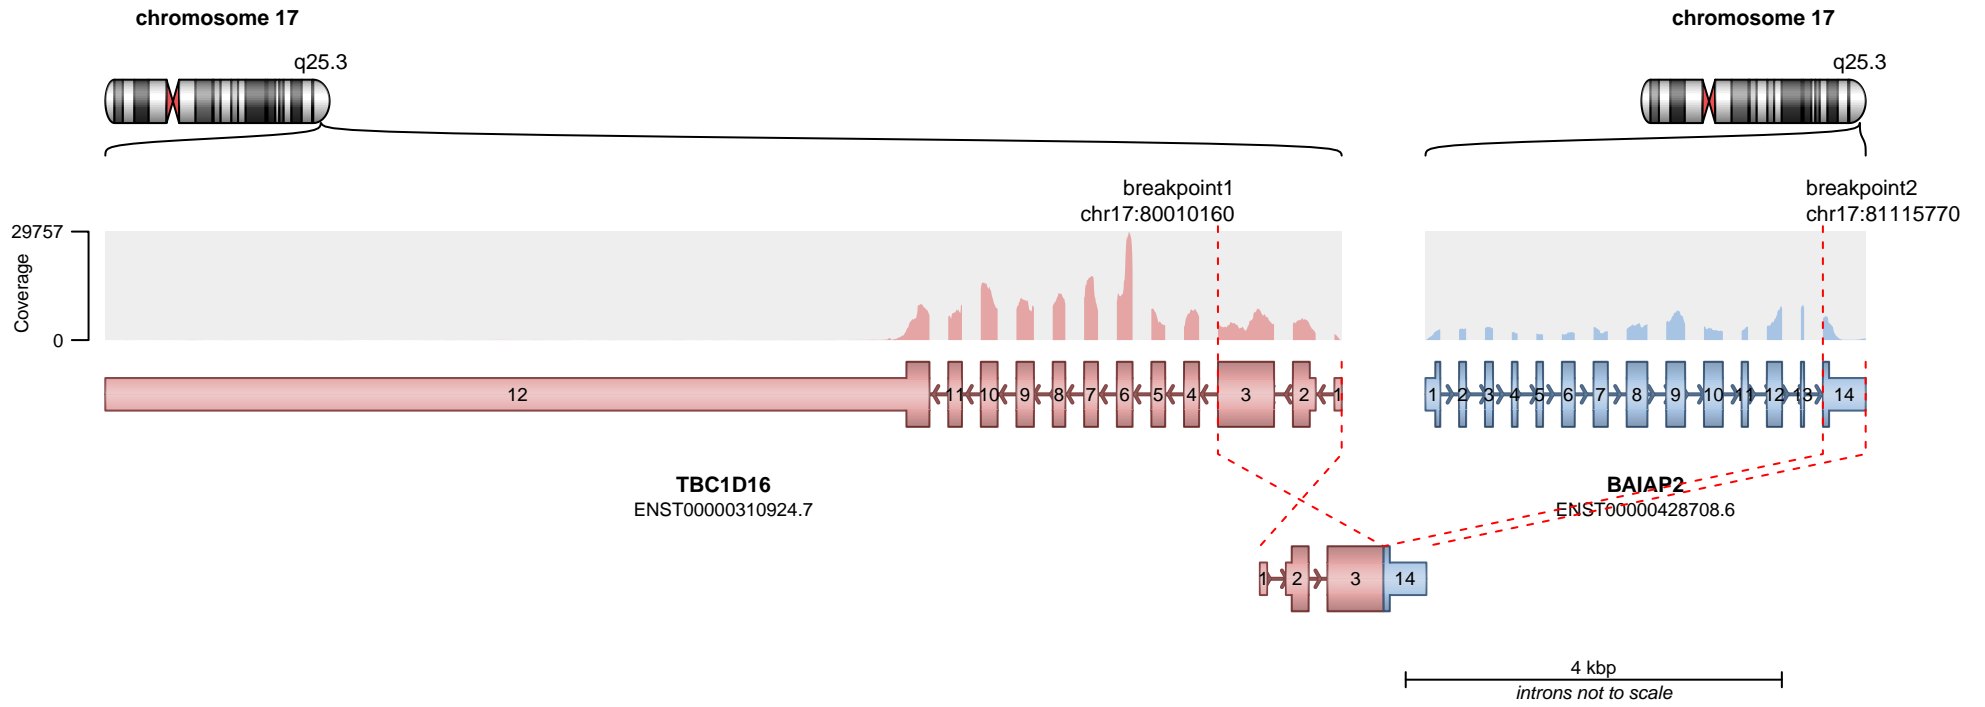 chromosome 17
chromosome 17
q25.3
q25.3
breakpoint1
chr17:80010160
breakpoint2
chr17:81115770
29757
Coverage
0
12 11 10 9 8 7 6 5 4 3 2 1
1 2 3 4 5 6 7 8 9 10 11 12 13 14
TBC1D16
ENST00000310924.7
BAIAP2
ENST00000428708.6
1 2 3 14
4 kbp
introns not to scale